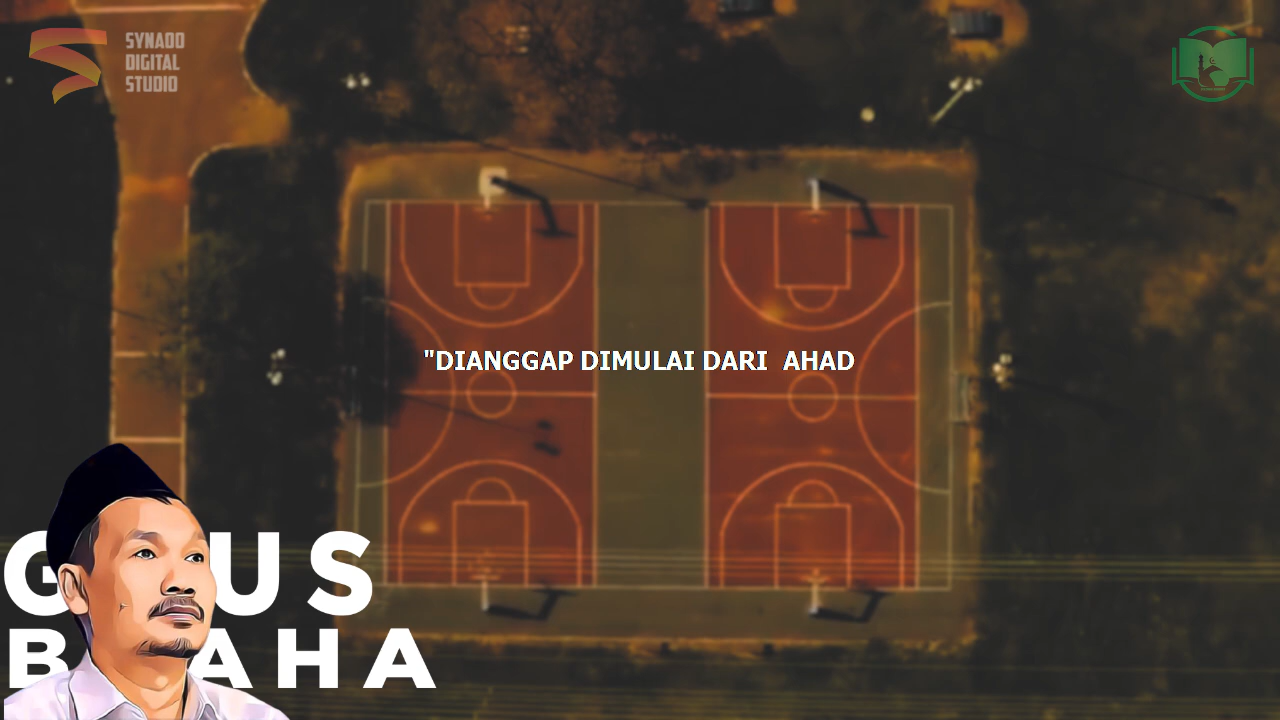 SYNADO
DIGITAL
STUDIO
"DIANGGAP DIMULAI DARI  AHAD
GUS
BAHA